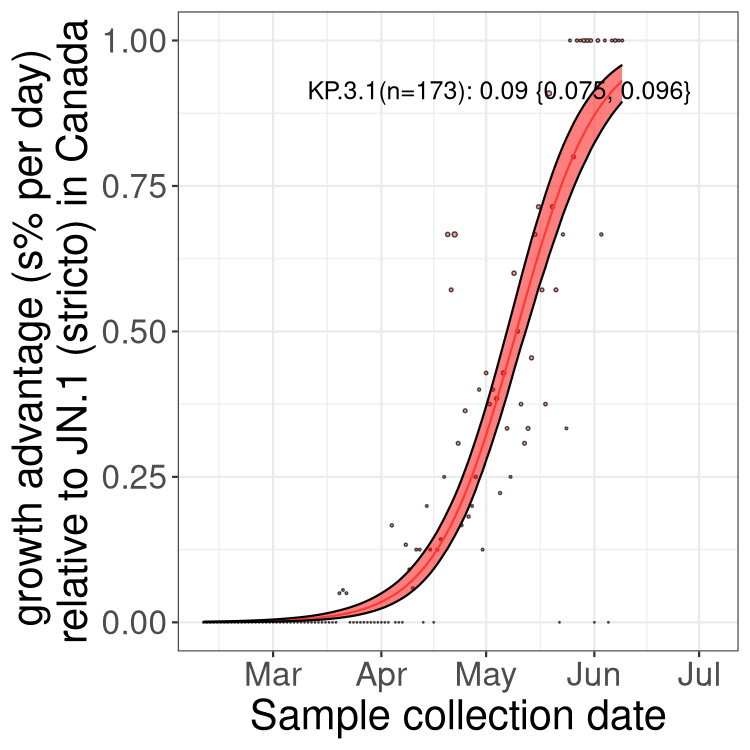 growth advantage (s% per day)
relative to JN.1 (stricto) in Canada
1.00
0.75
0.50
0.25
0.00
KP.3.1(n=173): 0.09 {0.075, 0.096}
Mar Apr May Jun Jul
Sample collection date